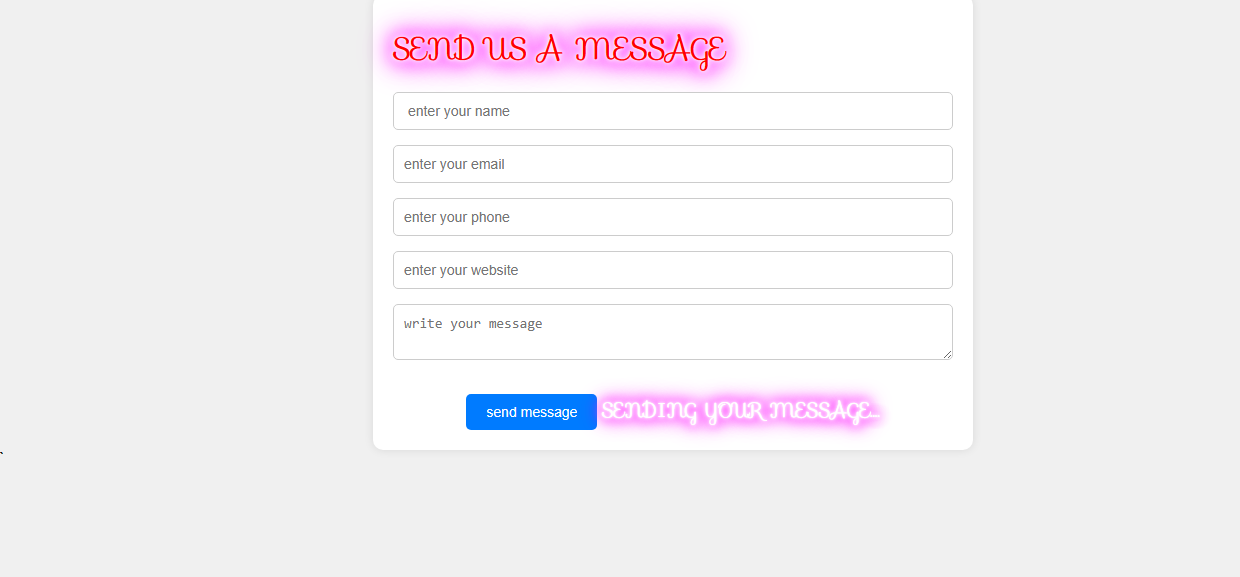 SEND US A MESSAGE
enter your name
enter your email
enter your phone
enter your website
write your message
send message SENDING YOUR MESSAGE...
`